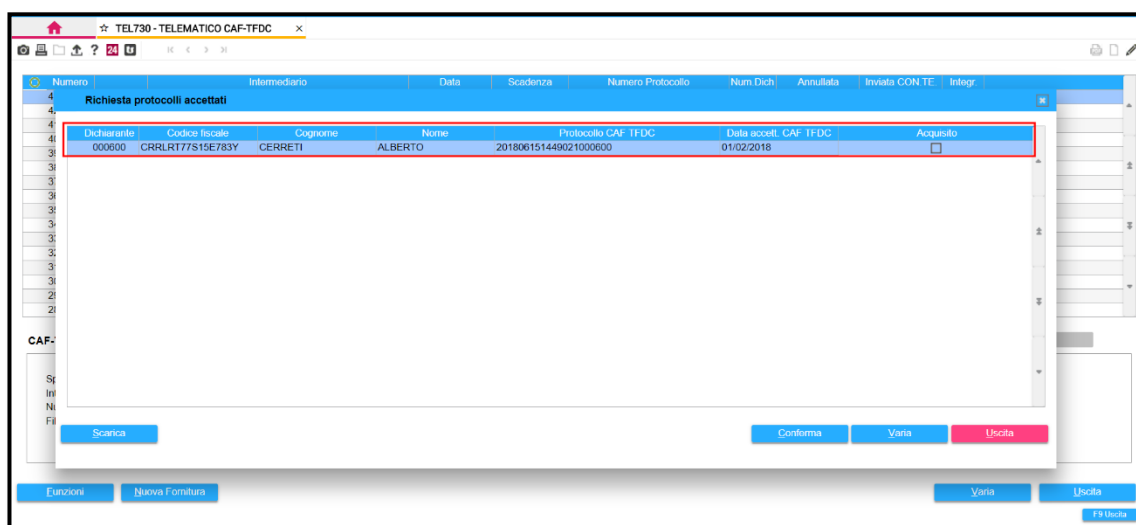 ☆ TEL730 - TELEMATICO CAF-TFDC ×
? 24
Numero Intermediario Data Scadenza Numero Protocollo Num.Dich Annullata Inviata CON.TE. Integr.
Richiesta protocolli accettati
Dichiarante Codice fiscale Cognome Nome Protocollo CAF TFDC Data accett. CAF TFDC Acquisito
000600 CRRLRT77S15E783Y CERRETI ALBERTO 201806151449021000600 01/02/2018
CAF-
Scarica Conferma Varia Uscita
Funzioni Nuova Fornitura Varia Uscita
F9 Uscita